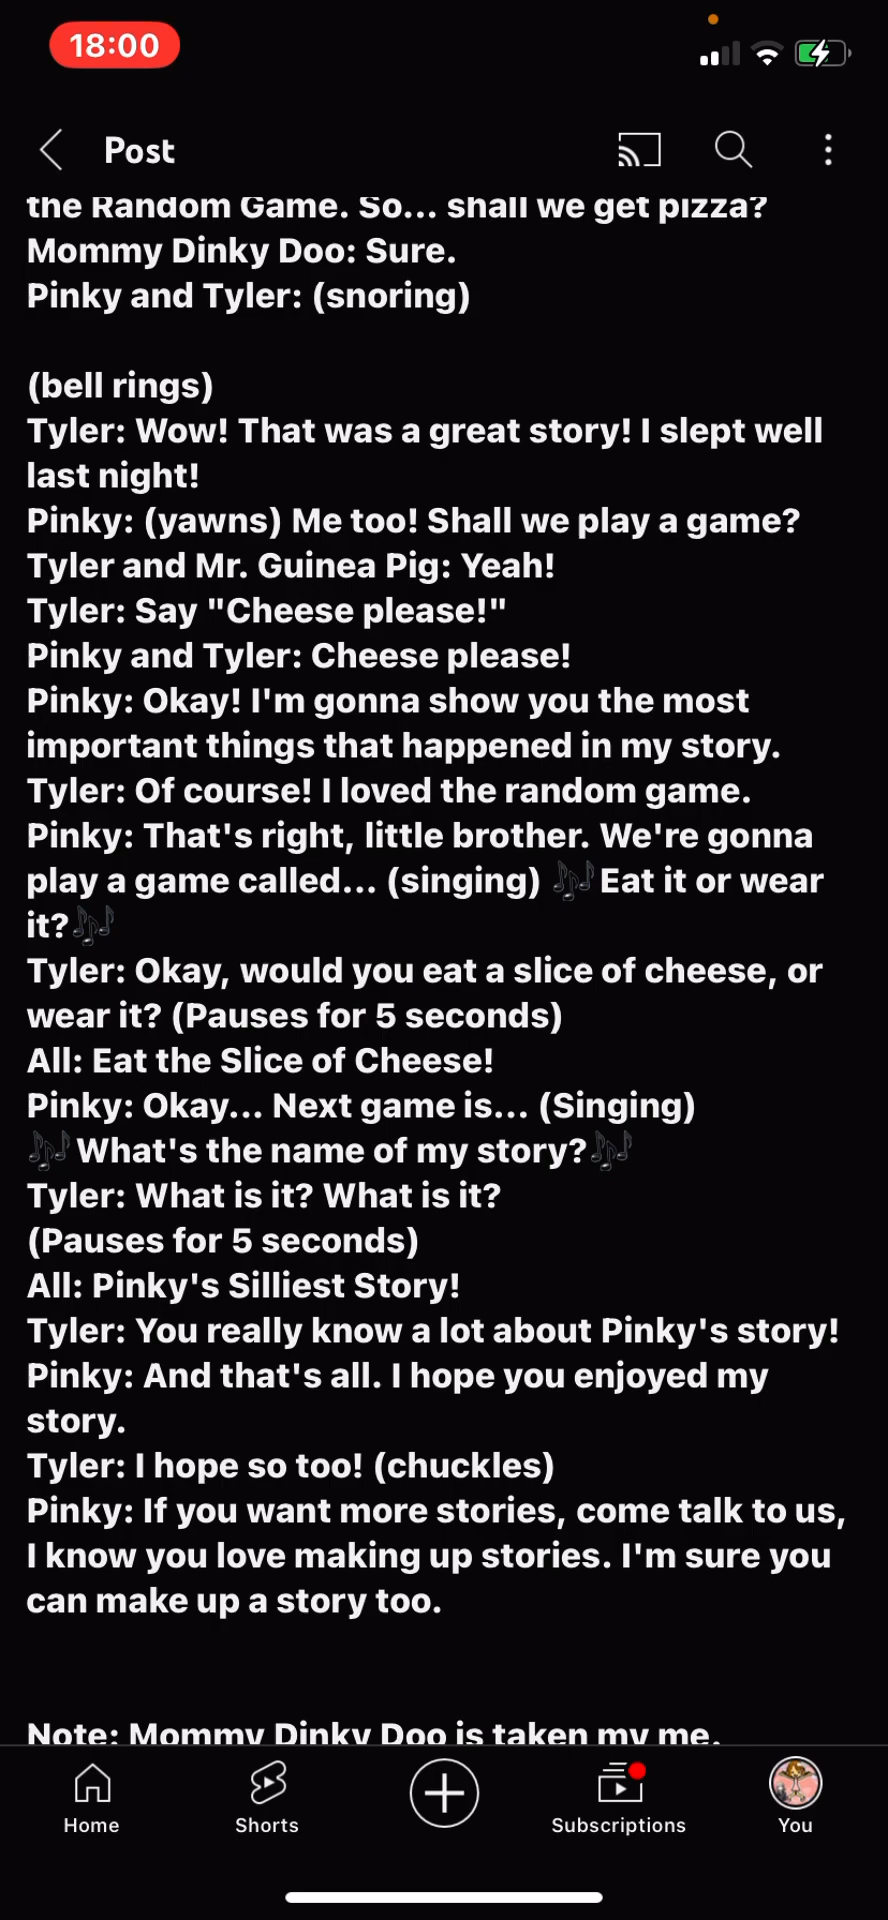 18:00
Post
the Random Game. So... shall we get pizza?
Mommy Dinky Doo: Sure.
Pinky and Tyler: (snoring)
(bell rings)
Tyler: Wow! That was a great story! I slept well
last night!
Pinky: (yawns) Me too! Shall we play a game?
Tyler and Mr. Guinea Pig: Yeah!
Tyler: Say "Cheese please!"
Pinky and Tyler: Cheese please!
Pinky: Okay! I'm gonna show you the most
important things that happened in my story.
Tyler: Of course! I loved the random game.
Pinky: That's right, little brother. We're gonna
play a game called... (singing) 🎶Eat it or wear
it?🎶
Tyler: Okay, would you eat a slice of cheese, or
wear it? (Pauses for 5 seconds)
All: Eat the Slice of Cheese!
Pinky: Okay... Next game is... (Singing)
🎶What's the name of my story?🎶
Tyler: What is it? What is it?
(Pauses for 5 seconds)
All: Pinky's Silliest Story!
Tyler: You really know a lot about Pinky's story!
Pinky: And that's all. I hope you enjoyed my
story.
Tyler: I hope so too! (chuckles)
Pinky: If you want more stories, come talk to us,
I know you love making up stories. I'm sure you
can make up a story too.
Note: Mommy Dinky Doo is taken my me.
Home
Shorts
Subscriptions
You